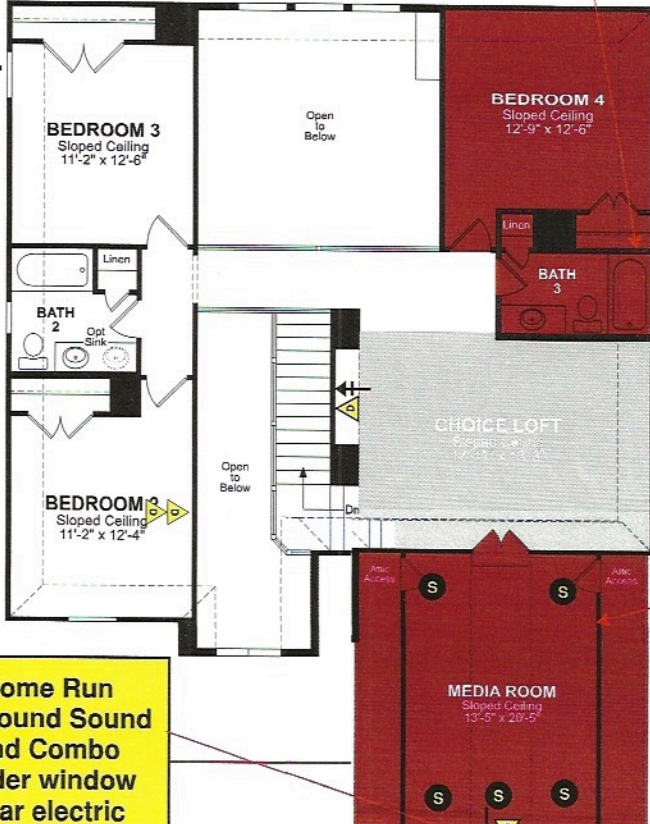 BEDROOM 3
Sloped Ceiling
11'-2" x 12'-6"
Open
to
Below
BEDROOM 4
Sloped Ceiling
12'-9" x 12'-6"
Linen
Linen
BATH
3
BATH
2
Opt
Sink
D
CHOICE LOFT
Sloped Ceiling
Open
to
Below
BEDROOM
Sloped Ceiling
11'-2" x 12'-4"
D
D
Dn
Attic
Access
S
S
Attic
Access
MEDIA ROOM
Sloped Ceiling
13'-5" x 20'-5"
S
S
S
ome Run
ound Sound
nd Combo
der window
ar electric